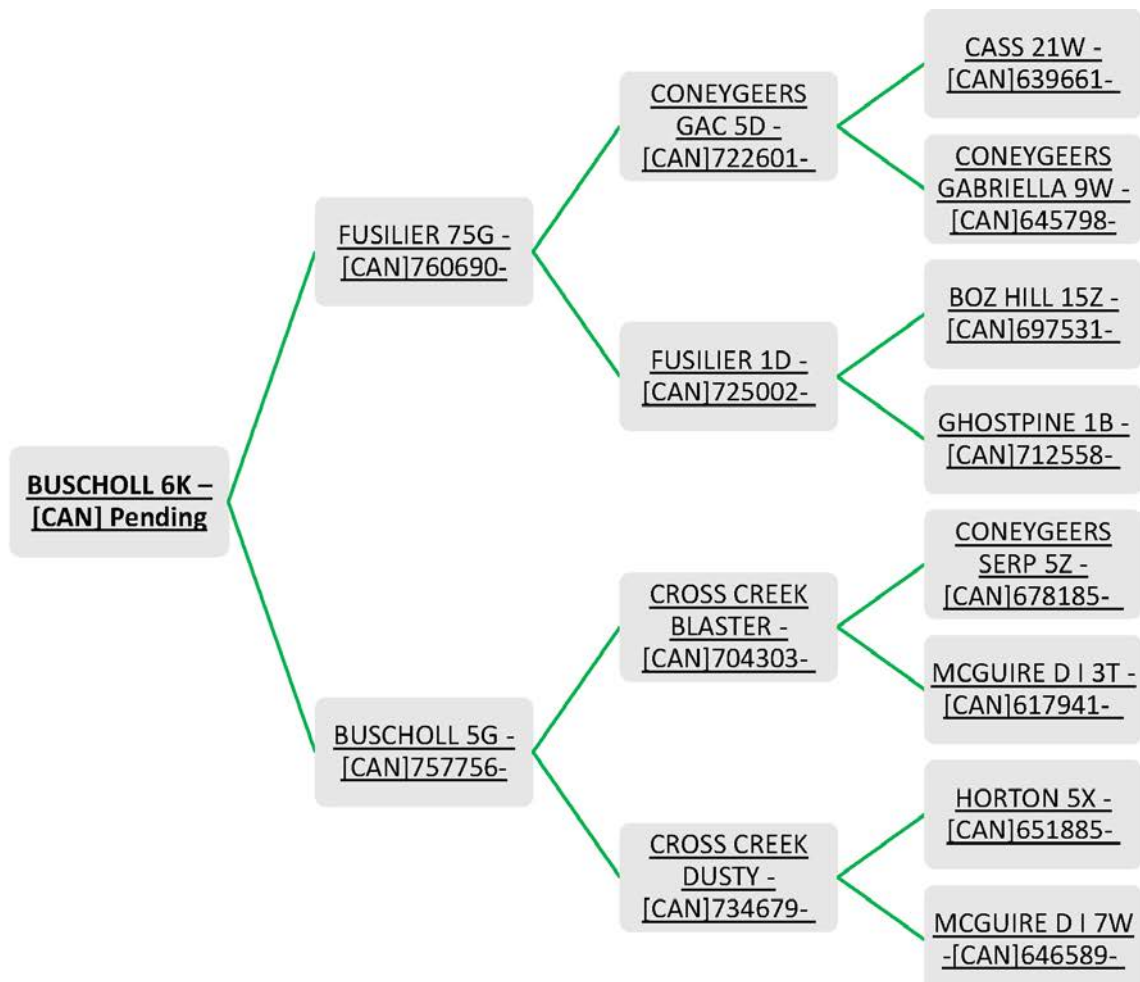 BUSCHOLL 6K –
[CAN] Pending
FUSILIER 75G -
[CAN]760690-
BUSCHOLL 5G -
[CAN]757756-
CONEYGEERS
GAC 5D -
[CAN]722601-
FUSILIER 1D -
[CAN]725002-
CROSS CREEK
BLASTER -
[CAN]704303-
CROSS CREEK
DUSTY -
[CAN]734679-
CASS 21W -
[CAN]639661-
CONEYGEERS
GABRIELLA 9W -
[CAN]645798-
BOZ HILL 15Z -
[CAN]697531-
GHOSTPINE 1B -
[CAN]712558-
CONEYGEERS
SERP 5Z -
[CAN]678185-
MCGUIRE D I 3T -
[CAN]617941-
HORTON 5X -
[CAN]651885-
MCGUIRE D I 7W
-[CAN]646589-